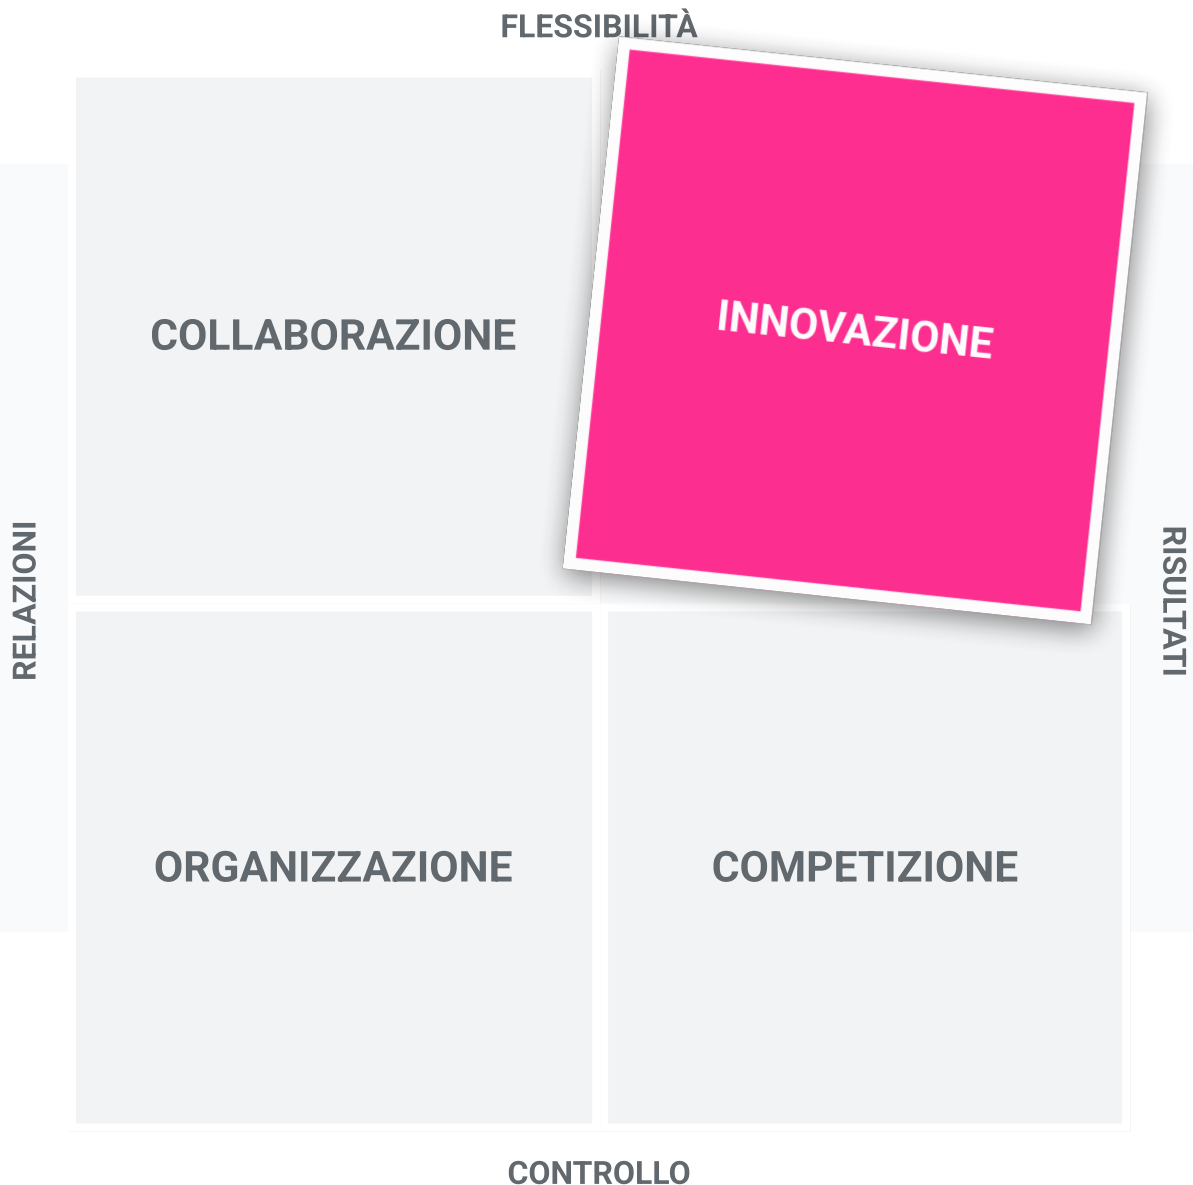 FLESSIBILITÀ
COLLABORAZIONE
INNOVAZIONE
RELAZIONI
RISULTATI
ORGANIZZAZIONE
COMPETIZIONE
CONTROLLO